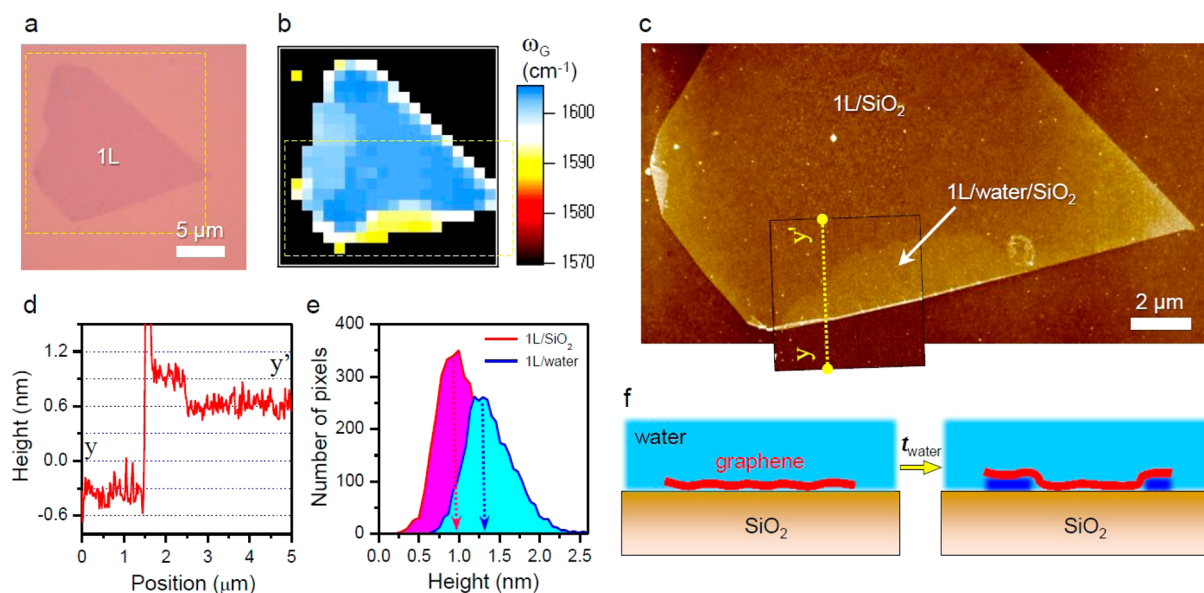 a
1L
5 µm
b
ωG
(cm-1)
1600
1590
1580
1570
c
1L/SiO2
1L/water/SiO2
y'
y
2 µm
d
Height (nm)
1.2
0.6
0.0
-0.6
y
y'
0 1 2 3 4 5
Position (µm)
e
Number of pixels
400
300
200
100
0
1L/SiO2
1L/water
0.0 0.5 1.0 1.5 2.0 2.5
Height (nm)
f
water
graphene
SiO2
twater
SiO2